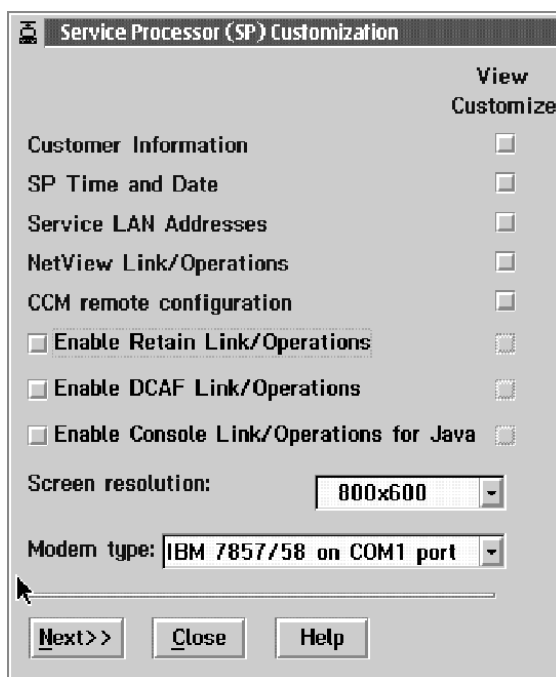 Service Processor (SP) Customization
View
Customize
Customer Information
SP Time and Date
Service LAN Addresses
NetView Link/Operations
CCM remote configuration
Enable Retain Link/Operations
Enable DCAF Link/Operations
Enable Console Link/Operations for Java
Screen resolution: 800x600
Modem type: IBM 7857/58 on COM1 port
Next>> Close Help